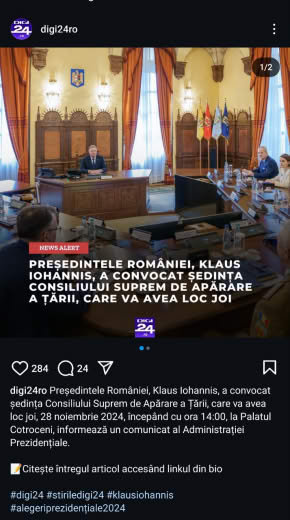 digi24ro
DIGI
24
.ro
1/2
NEWS ALERT
PREȘEDINTELE ROMÂNIEI, KLAUS
IOHANNIS, A CONVOCAT ȘEDINȚA
CONSILIULUI SUPREM DE APĂRARE
A ȚĂRII, CARE VA AVEA LOC JOI
DIGI
24
284
24
digi24ro Președintele României, Klaus Iohannis, a convocat
ședința Consiliului Suprem de Apărare a Țării, care va avea
loc joi, 28 noiembrie 2024, începând cu ora 14:00, la Palatul
Cotroceni, informează un comunicat al Administrației
Prezidențiale.
📝Citește întregul articol accesând linkul din bio
#digi24 #stiriledigi24 #klausiohannis
#alegeriprezidențiale2024